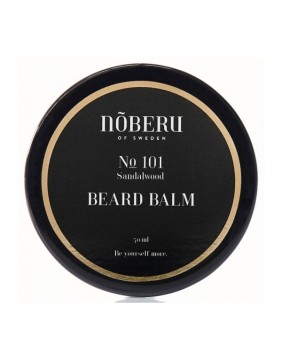 nõberu
OF SWEDEN
No 101
Sandalwood
BEARD BALM
50 ml
Be yourself more.